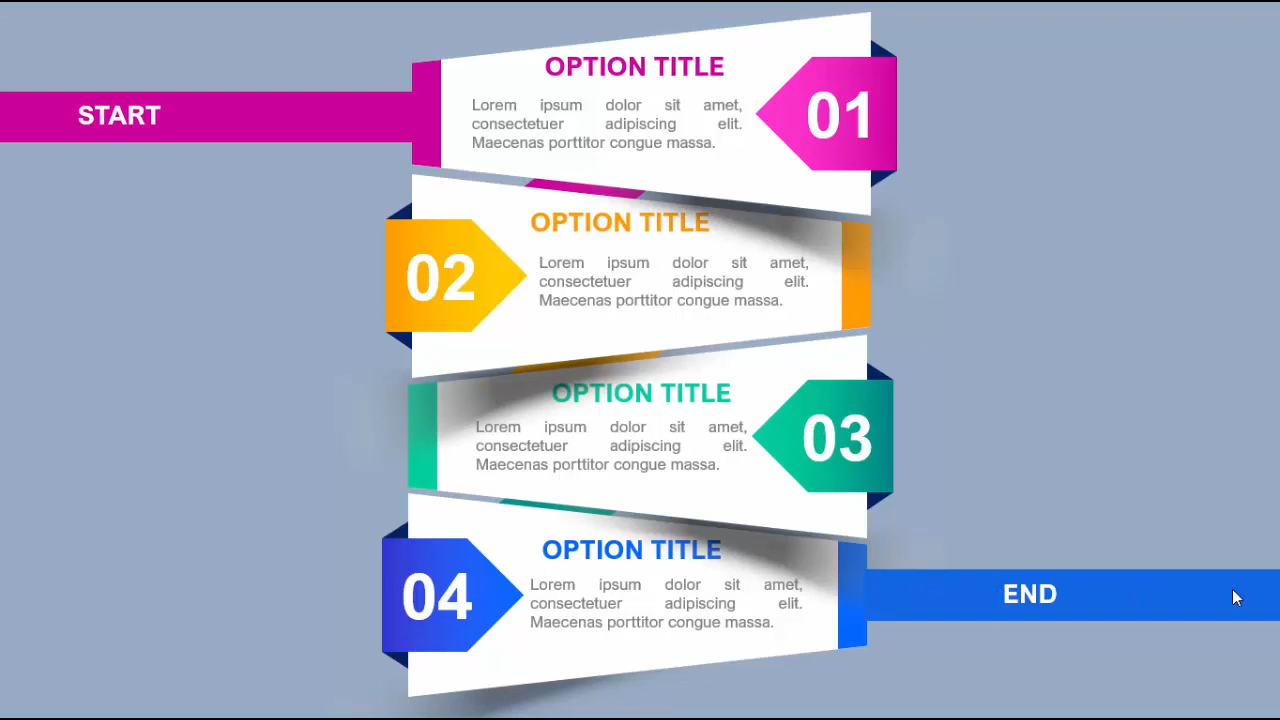 START
OPTION TITLE
Lorem ipsum dolor sit amet,
consectetuer adipiscing elit.
Maecenas porttitor congue massa.
01
02
OPTION TITLE
Lorem ipsum dolor sit amet,
consectetuer adipiscing elit.
Maecenas porttitor congue massa.
OPTION TITLE
Lorem ipsum dolor sit amet,
consectetuer adipiscing elit.
Maecenas porttitor congue massa.
03
04
OPTION TITLE
Lorem ipsum dolor sit amet,
consectetuer adipiscing elit.
Maecenas porttitor congue massa.
END